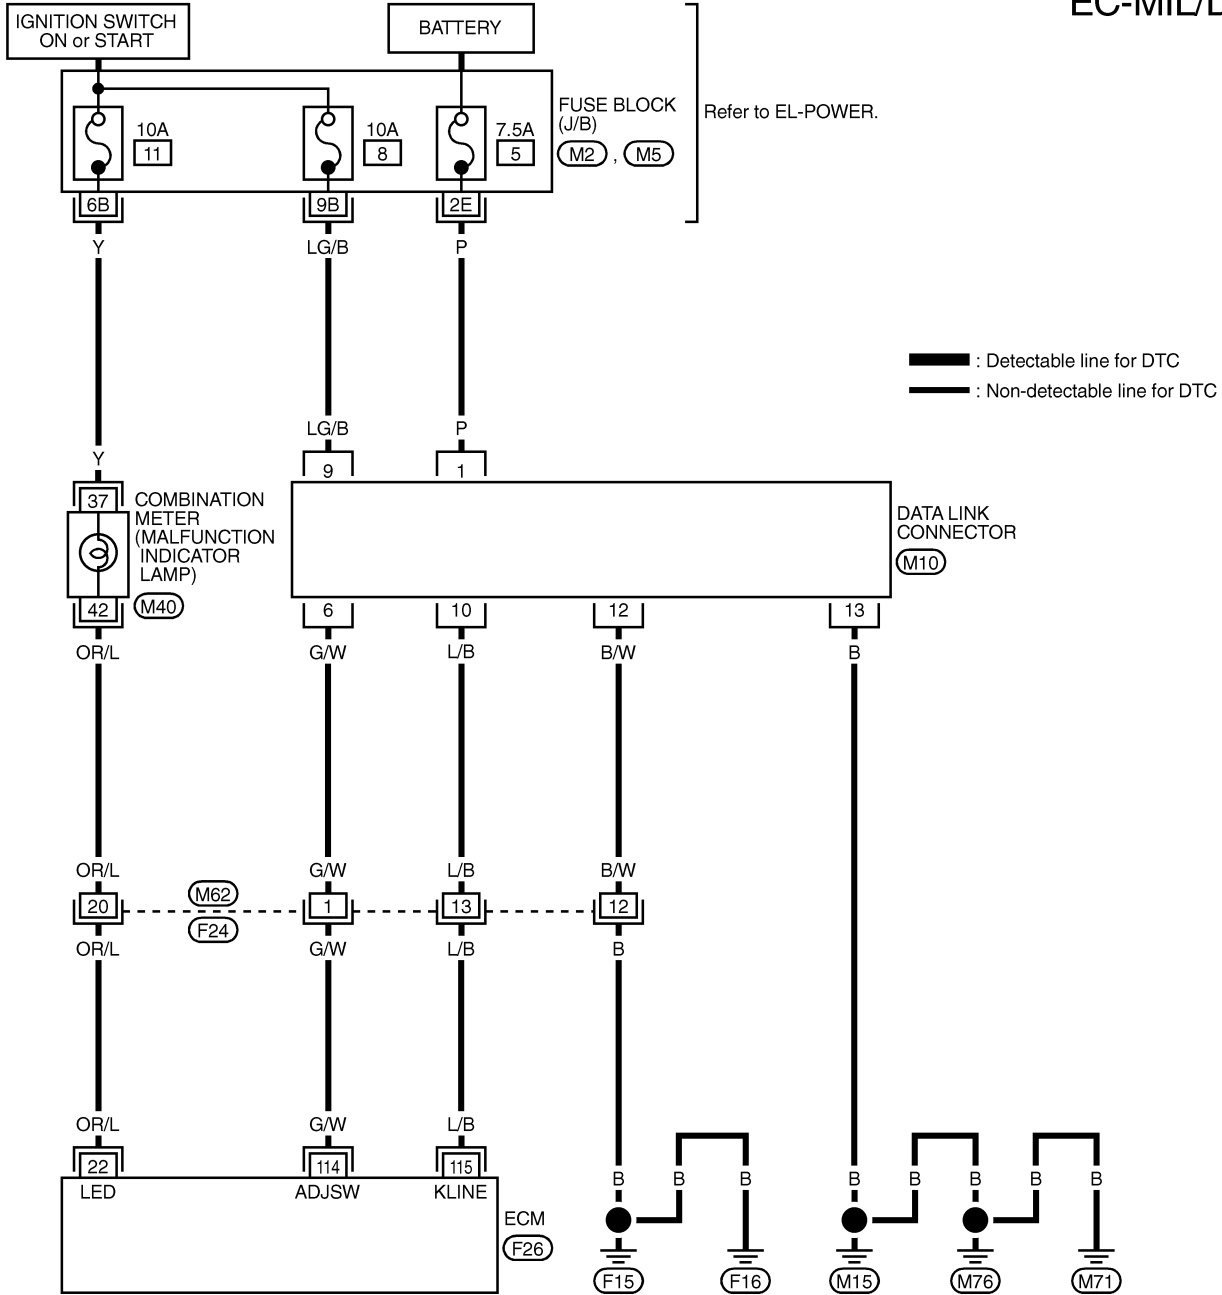 EC-MIL/D
IGNITION SWITCH
ON or START
BATTERY
10A
11
10A
8
7.5A
5
FUSE BLOCK
(J/B)
M2 , M5
Refer to EL-POWER.
6B
9B
2E
Y
LG/B
P
: Detectable line for DTC
: Non-detectable line for DTC
LG/B
P
Y
9
1
37
COMBINATION
METER
(MALFUNCTION
INDICATOR
LAMP)
M40
42
DATA LINK
CONNECTOR
M10
6
10
12
13
OR/L
G/W
L/B
B/W
B
OR/L
G/W
L/B
B/W
20
M62
F24
1
13
12
OR/L
G/W
L/B
B
OR/L
G/W
L/B
22
114
115
LED
ADJSW
KLINE
ECM
F26
B
B
B
B
B
B
B
B
F15
F16
M15
M76
M71